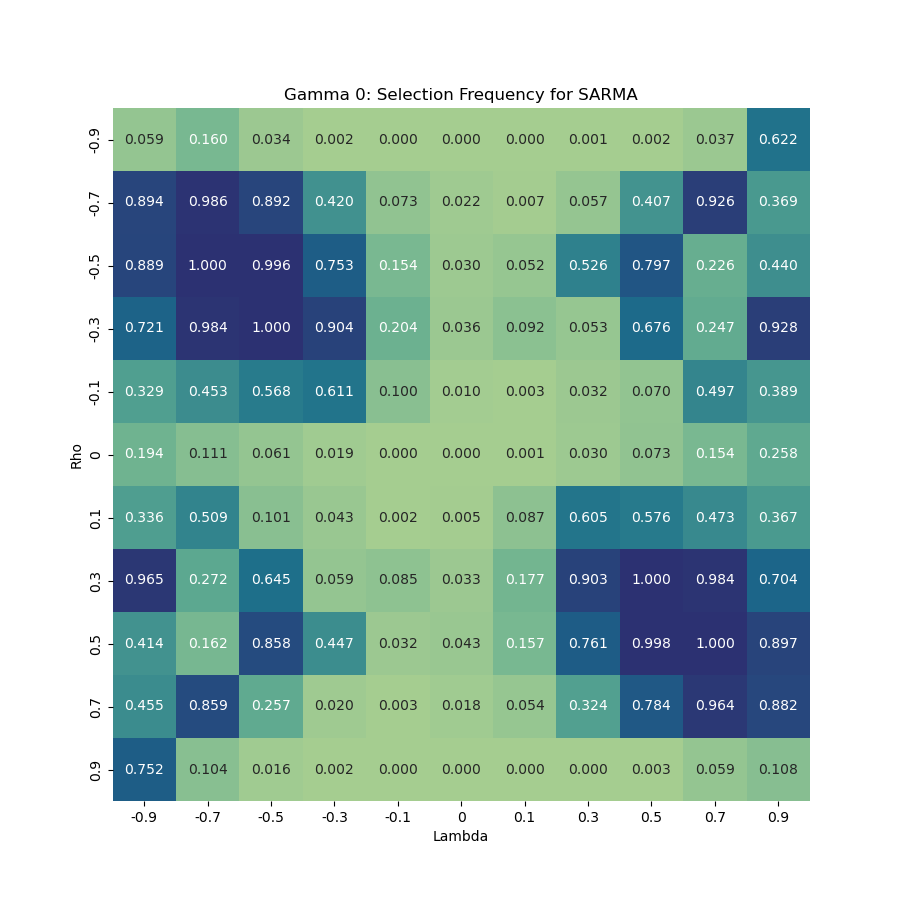 Gamma 0: Selection Frequency for SARMA
-0.9 0.059 0.160 0.034 0.002 0.000 0.000 0.000 0.001 0.002 0.037 0.622
-0.7 0.894 0.986 0.892 0.420 0.073 0.022 0.007 0.057 0.407 0.926 0.369
-0.5 0.889 1.000 0.996 0.753 0.154 0.030 0.052 0.526 0.797 0.226 0.440
-0.3 0.721 0.984 1.000 0.904 0.204 0.036 0.092 0.053 0.676 0.247 0.928
-0.1 0.329 0.453 0.568 0.611 0.100 0.010 0.003 0.032 0.070 0.497 0.389
Rho
0 0.194 0.111 0.061 0.019 0.000 0.000 0.001 0.030 0.073 0.154 0.258
0.1 0.336 0.509 0.101 0.043 0.002 0.005 0.087 0.605 0.576 0.473 0.367
0.3 0.965 0.272 0.645 0.059 0.085 0.033 0.177 0.903 1.000 0.984 0.704
0.5 0.414 0.162 0.858 0.447 0.032 0.043 0.157 0.761 0.998 1.000 0.897
0.7 0.455 0.859 0.257 0.020 0.003 0.018 0.054 0.324 0.784 0.964 0.882
0.9 0.752 0.104 0.016 0.002 0.000 0.000 0.000 0.000 0.003 0.059 0.108
-0.9 -0.7 -0.5 -0.3 -0.1 0 0.1 0.3 0.5 0.7 0.9
Lambda